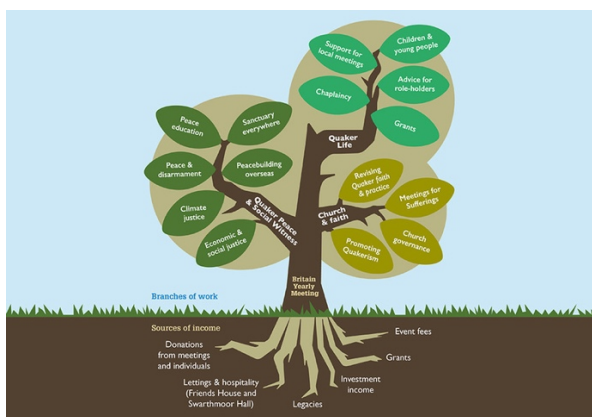 Support for
local meetings
Children &
young people
Chaplaincy
Advice for
role-holders
Grants
Quaker
Life
Peace
education
Sanctuary
everywhere
Peace &
disarmament
Peacebuilding
overseas
Climate
justice
Economic &
social justice
Quaker Peace
& Social Witness
Revising
Quaker faith
& practice
Meetings for
Sufferings
Church
& faith
Church
governance
Promoting
Quakerism
Britain
Yearly
Meeting
Branches of work
Sources of income
Donations
from meetings
and individuals
Lettings & hospitality
(Friends House and
Swarthmoor Hall)
Legacies
Investment
income
Grants
Event fees